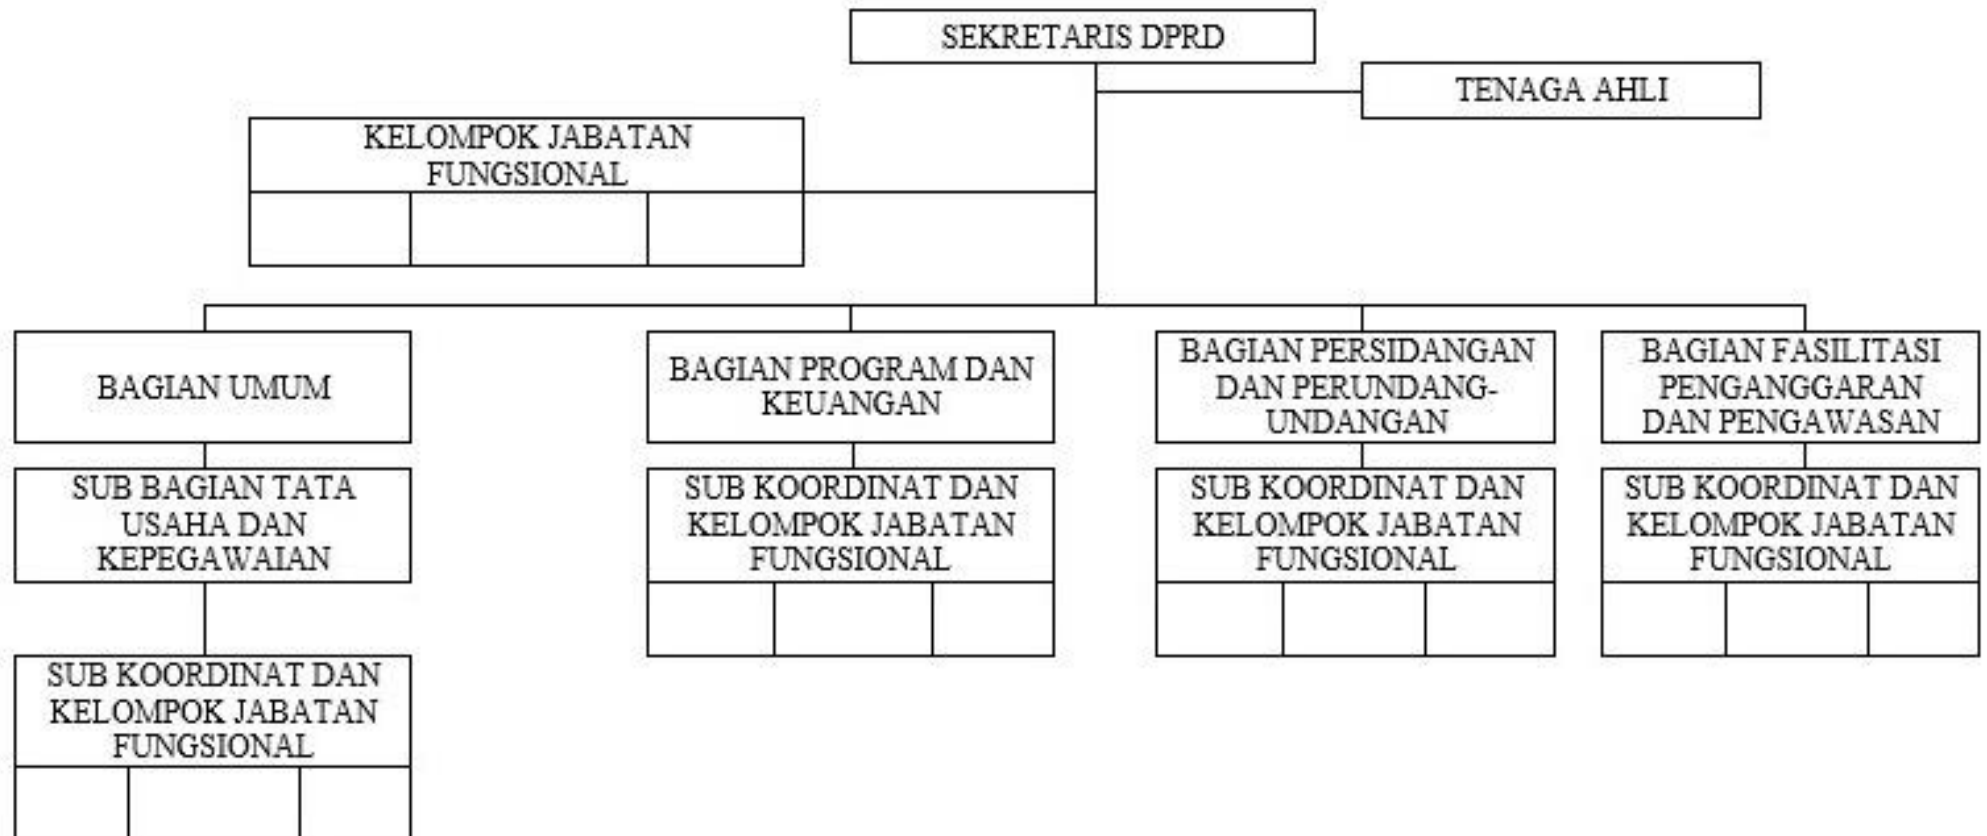 SEKRETARIS DPRD
TENAGA AHLI
KELOMPOK JABATAN
FUNGSIONAL
BAGIAN UMUM
BAGIAN PROGRAM DAN
KEUANGAN
BAGIAN PERSIDANGAN
DAN PERUNDANG-
UNDANGAN
BAGIAN FASILITASI
PENGANGGARAN
DAN PENGAWASAN
SUB BAGIAN TATA
USAHA DAN
KEPEGAWAIAN
SUB KOORDINAT DAN
KELOMPOK JABATAN
FUNGSIONAL
SUB KOORDINAT DAN
KELOMPOK JABATAN
FUNGSIONAL
SUB KOORDINAT DAN
KELOMPOK JABATAN
FUNGSIONAL
SUB KOORDINAT DAN
KELOMPOK JABATAN
FUNGSIONAL